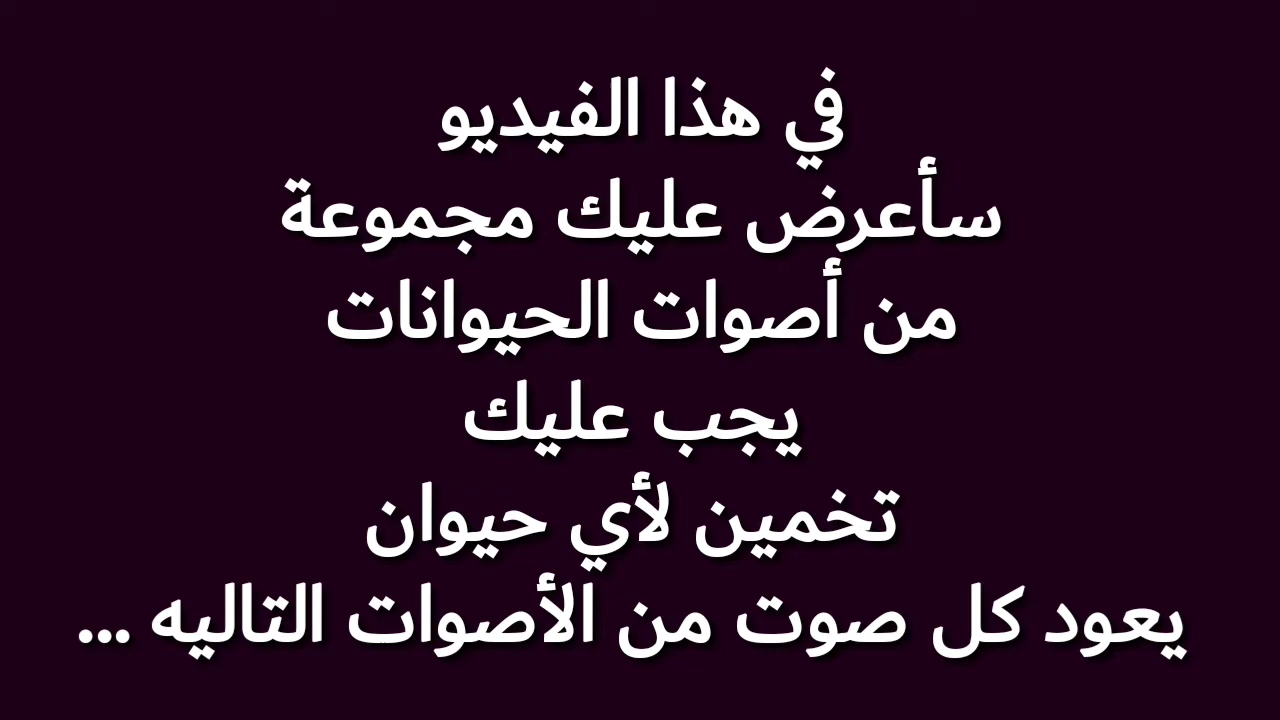 في هذا الفيديو
سأعرض عليك مجموعة
من أصوات الحيوانات
يجب عليك
تخمين لأي حيوان
يعود كل صوت من الأصوات التاليه ...